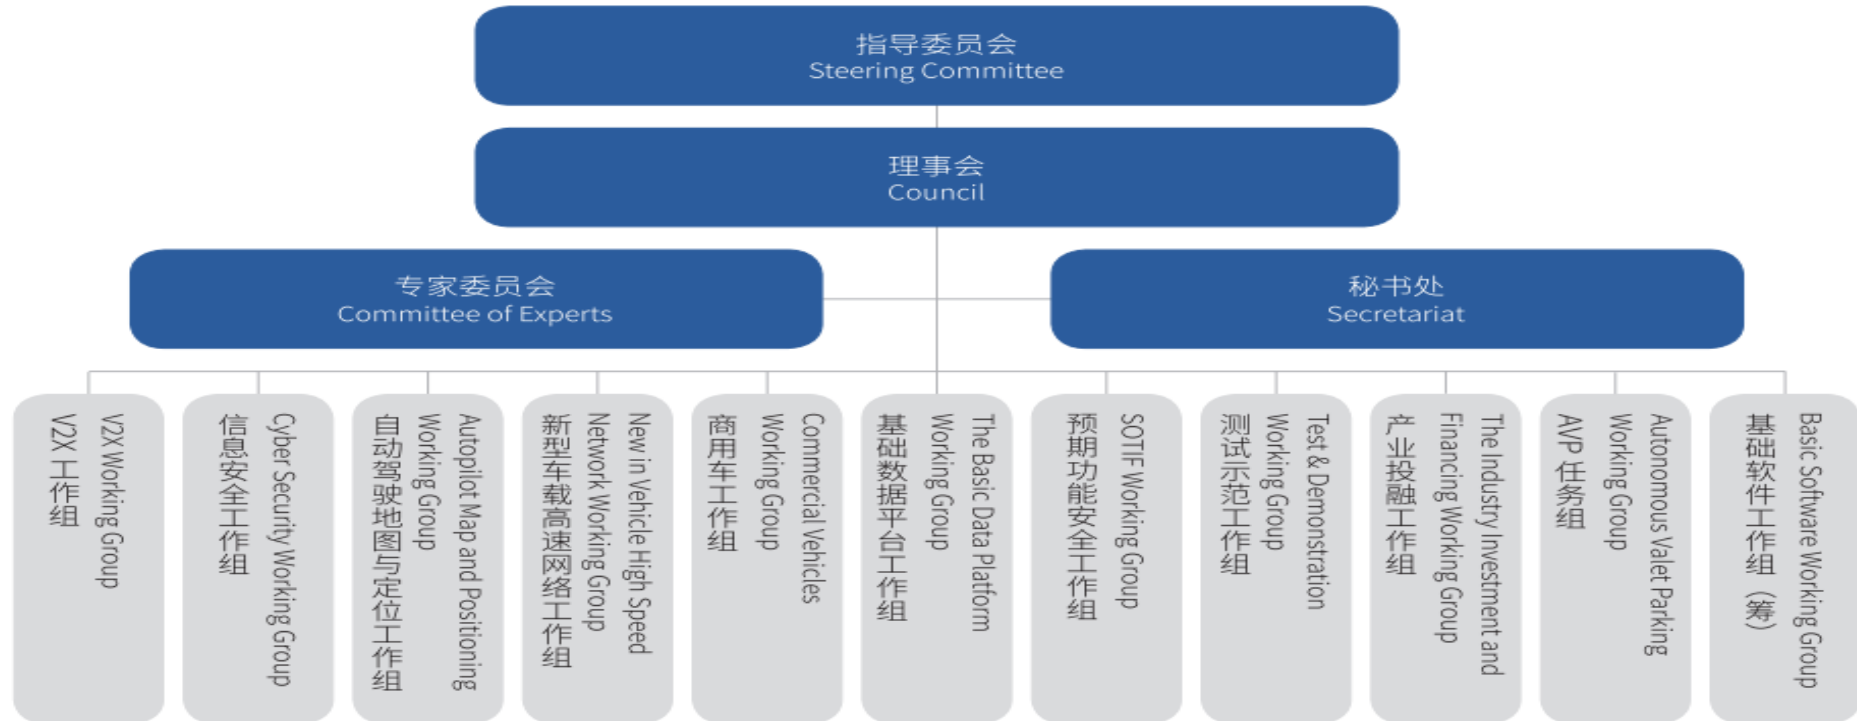 指导委员会
Steering Committee
理事会
Council
专家委员会
Committee of Experts
秘书处
Secretariat
V2X Working Group
V2X 工作组
Cyber Security Working Group
信息安全工作组
Autopilot Map and Positioning
Working Group
自动驾驶地图与定位工作组
New in Vehicle High Speed
Network Working Group
新型车载高速网络工作组
Commercial Vehicles
Working Group
商用车工作组
The Basic Data Platform
Working Group
基础数据平台工作组
SOTIF Working Group
预期功能安全工作组
Test & Demonstration
Working Group
测试示范工作组
The Industry Investment and
Financing Working Group
产业投融工作组
Autonomous Valet Parking
Working Group
AVP 任务组
Basic Software Working Group
基础软件工作组（筹）